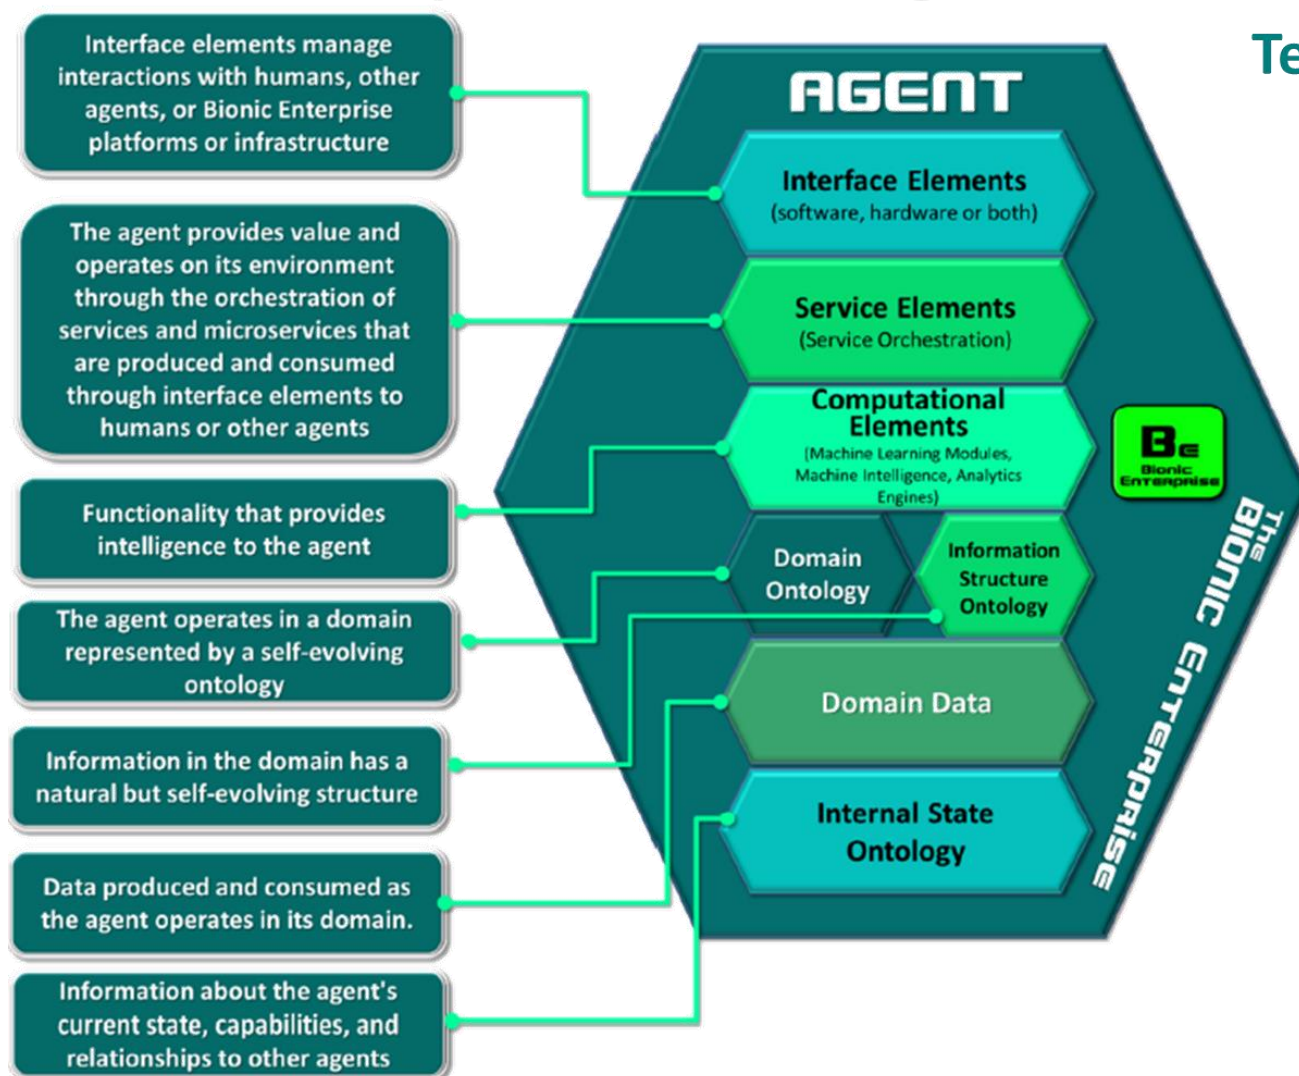 Te
Interface elements manage
interactions with humans, other
agents, or Bionic Enterprise
platforms or infrastructure
The agent provides value and
operates on its environment
through the orchestration of
services and microservices that
are produced and consumed
through interface elements to
humans or other agents
Functionality that provides
intelligence to the agent
The agent operates in a domain
represented by a self-evolving
ontology
Information in the domain has a
natural but self-evolving structure
Data produced and consumed as
the agent operates in its domain.
Information about the agent's
current state, capabilities, and
relationships to other agents
AGENT
Interface Elements
(software, hardware or both)
Service Elements
(Service Orchestration)
Computational
Elements
(Machine Learning Modules,
Machine Intelligence, Analytics
Engines)
Domain
Ontology
Information
Structure
Ontology
Domain Data
Internal State
Ontology
Be
Bionic
Enterprise
The
Bionic Enterprise